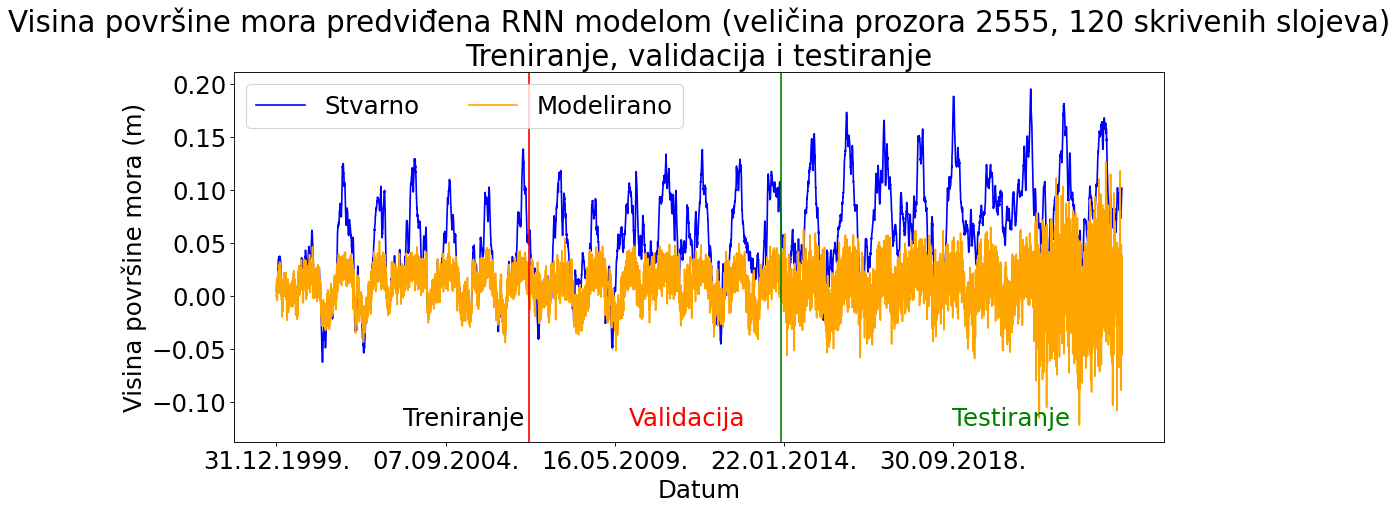 Visina površine mora predviđena RNN modelom (veličina prozora 2555, 120 skrivenih slojeva)
Treniranje, validacija i testiranje
Stvarno
Modelirano
Visina površine mora (m)
0.20
0.15
0.10
0.05
0.00
−0.05
−0.10
Treniranje
Validacija
Testiranje
31.12.1999.
07.09.2004.
16.05.2009.
22.01.2014.
30.09.2018.
Datum